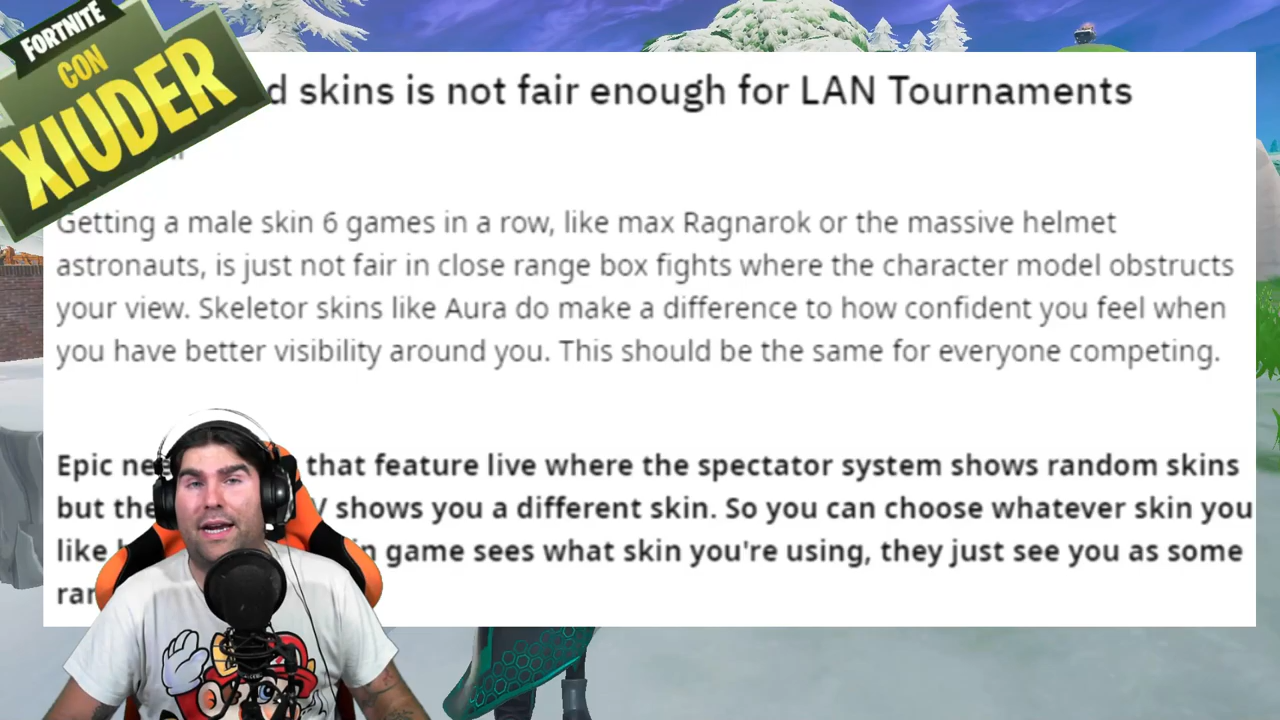 FORTNITE
CON
XIUDER
skins is not fair enough for LAN Tournaments
Getting a male skin 6 games in a row, like max Ragnarok or the massive helmet
astronauts, is just not fair in close range box fights where the character model obstructs
your view. Skeletor skins like Aura do make a difference to how confident you feel when
you have better visibility around you. This should be the same for everyone competing.
Epic that feature live where the spectator system shows random skins
but shows you a different skin. So you can choose whatever skin you
like game sees what skin you're using, they just see you as some